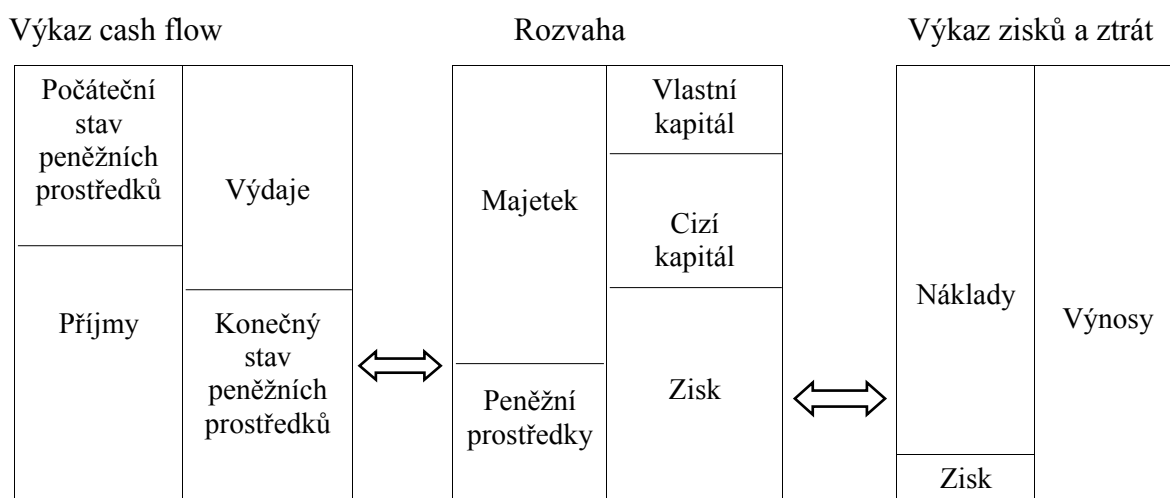 Výkaz cash flow
Rozvaha
Výkaz zisků a ztrát
Počáteční
stav
peněžních
prostředků
Příjmy
Výdaje
Konečný
stav
peněžních
prostředků
Majetek
Peněžní
prostředky
Vlastní
kapitál
Cizí
kapitál
Zisk
Náklady
Zisk
Výnosy